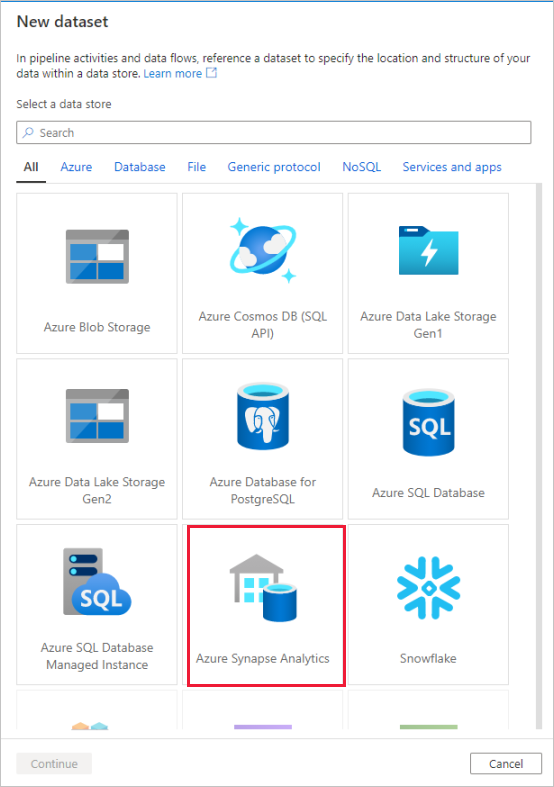 New dataset
In pipeline activities and data flows, reference a dataset to specify the location and structure of your
data within a data store. Learn more
Select a data store
Search
All Azure Database File Generic protocol NoSQL Services and apps
Azure Blob Storage
Azure Cosmos DB (SQL
API)
Azure Data Lake Storage
Gen1
Azure Data Lake Storage
Gen2
Azure Database for
PostgreSQL
SQL
Azure SQL Database
SQL
Azure SQL Database
Managed Instance
Azure Synapse Analytics
Snowflake
Continue
Cancel